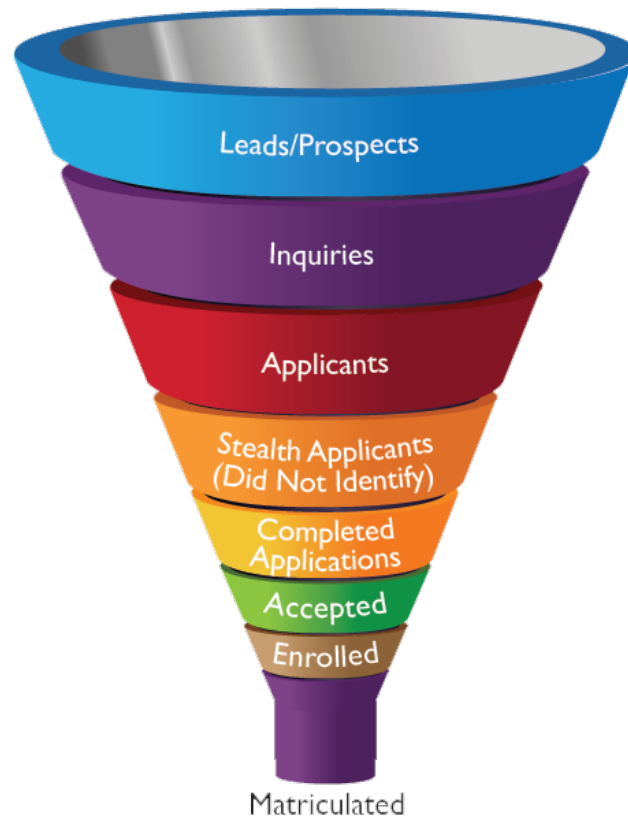 Leads/Prospects
Inquiries
Applicants
Stealth Applicants
(Did Not Identify)
Completed
Applications
Accepted
Enrolled
Matriculated